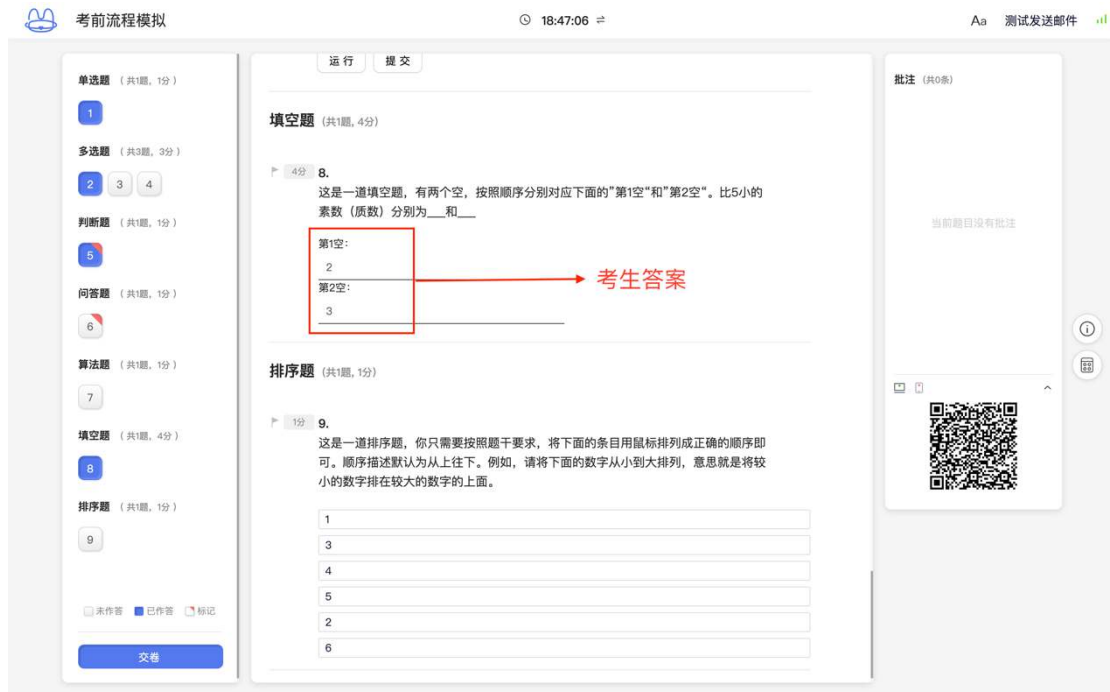 考前流程模拟
18:47:06
Aa 测试发送邮件
单选题 (共1题, 1分)
1
多选题 (共3题, 3分)
2 3 4
判断题 (共1题, 1分)
5
问答题 (共1题, 1分)
6
算法题 (共1题, 1分)
7
填空题 (共1题, 4分)
8
排序题 (共1题, 1分)
9
未作答 已作答 标记
交卷
运行 提交
填空题 (共1题, 4分)
4分 8.
这是一道填空题，有两个空，按照顺序分别对应下面的”第1空“和”第2空“。比5小的
素数（质数）分别为___和___
第1空:
2
第2空:
3
考生答案
排序题 (共1题, 1分)
1分 9.
这是一道排序题，你只需要按照题干要求，将下面的条目用鼠标排列成正确的顺序即
可。顺序描述默认为从上往下。例如，请将下面的数字从小到大排列，意思就是将较
小的数字排在较大的数字的上面。
1
3
4
5
2
6
批注 (共0条)
当前题目没有批注